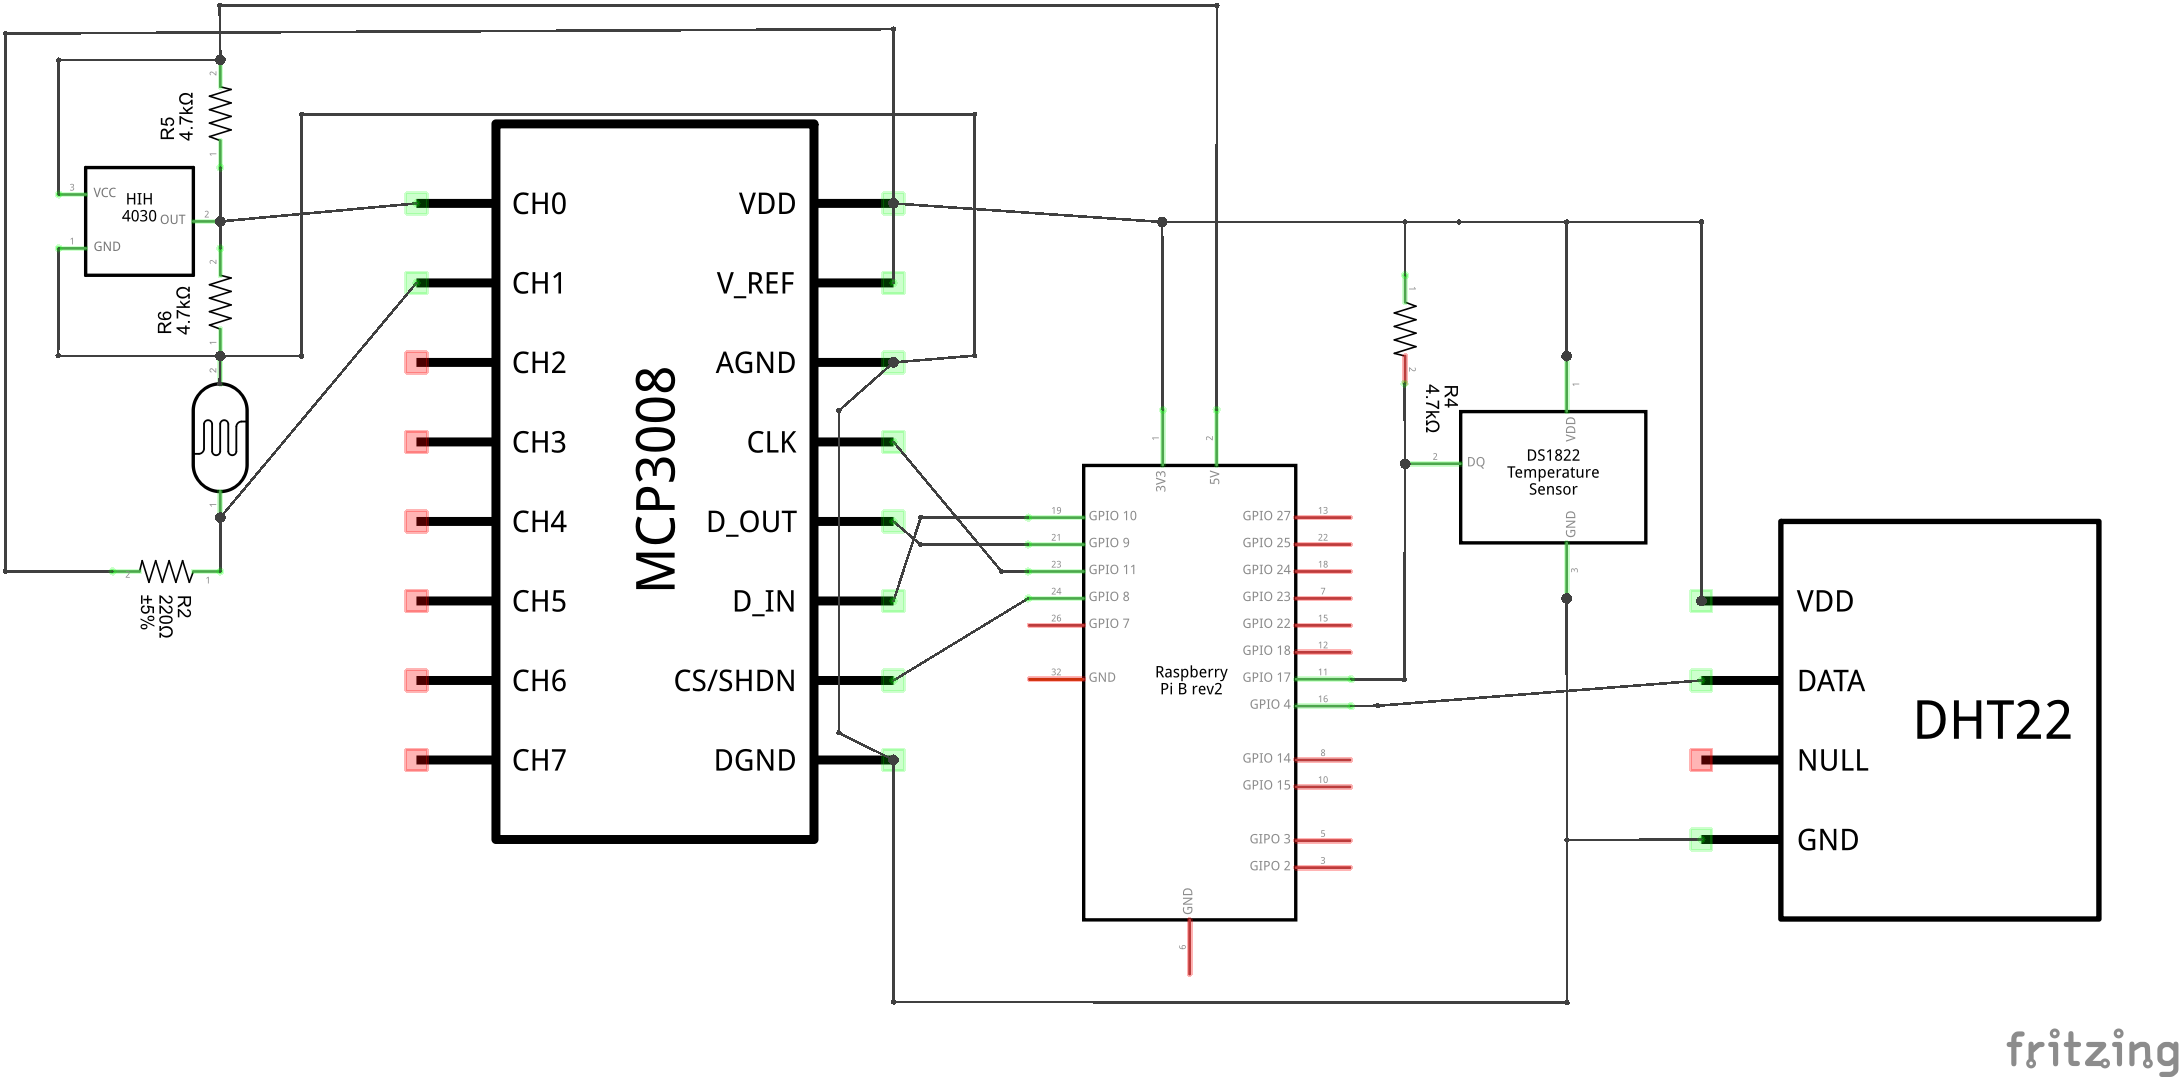 R5
4.7kΩ
2
1
3
VCC
HIH
4030
OUT
2
1
GND
R6
4.7kΩ
2
1
2
1
2
1
R2
220Ω
±5%
MCP3008
CH0
CH1
CH2
CH3
CH4
CH5
CH6
CH7
VDD
V_REF
AGND
CLK
D_OUT
D_IN
CS/SHDN
DGND
1
3V3
2
5V
19
GPIO 10
21
GPIO 9
23
GPIO 11
24
GPIO 8
26
GPIO 7
32
GND
Raspberry
Pi B rev2
GPIO 27
13
GPIO 25
22
GPIO 24
18
GPIO 23
7
GPIO 22
15
GPIO 18
12
GPIO 17
11
GPIO 4
16
GPIO 14
8
GPIO 15
10
GIPO 3
5
GIPO 2
3
GND
6
1
2
R4
4.7kΩ
1
VDD
2
DQ
DS1822
Temperature
Sensor
GND
3
VDD
DATA
NULL
GND
DHT22
fritzing